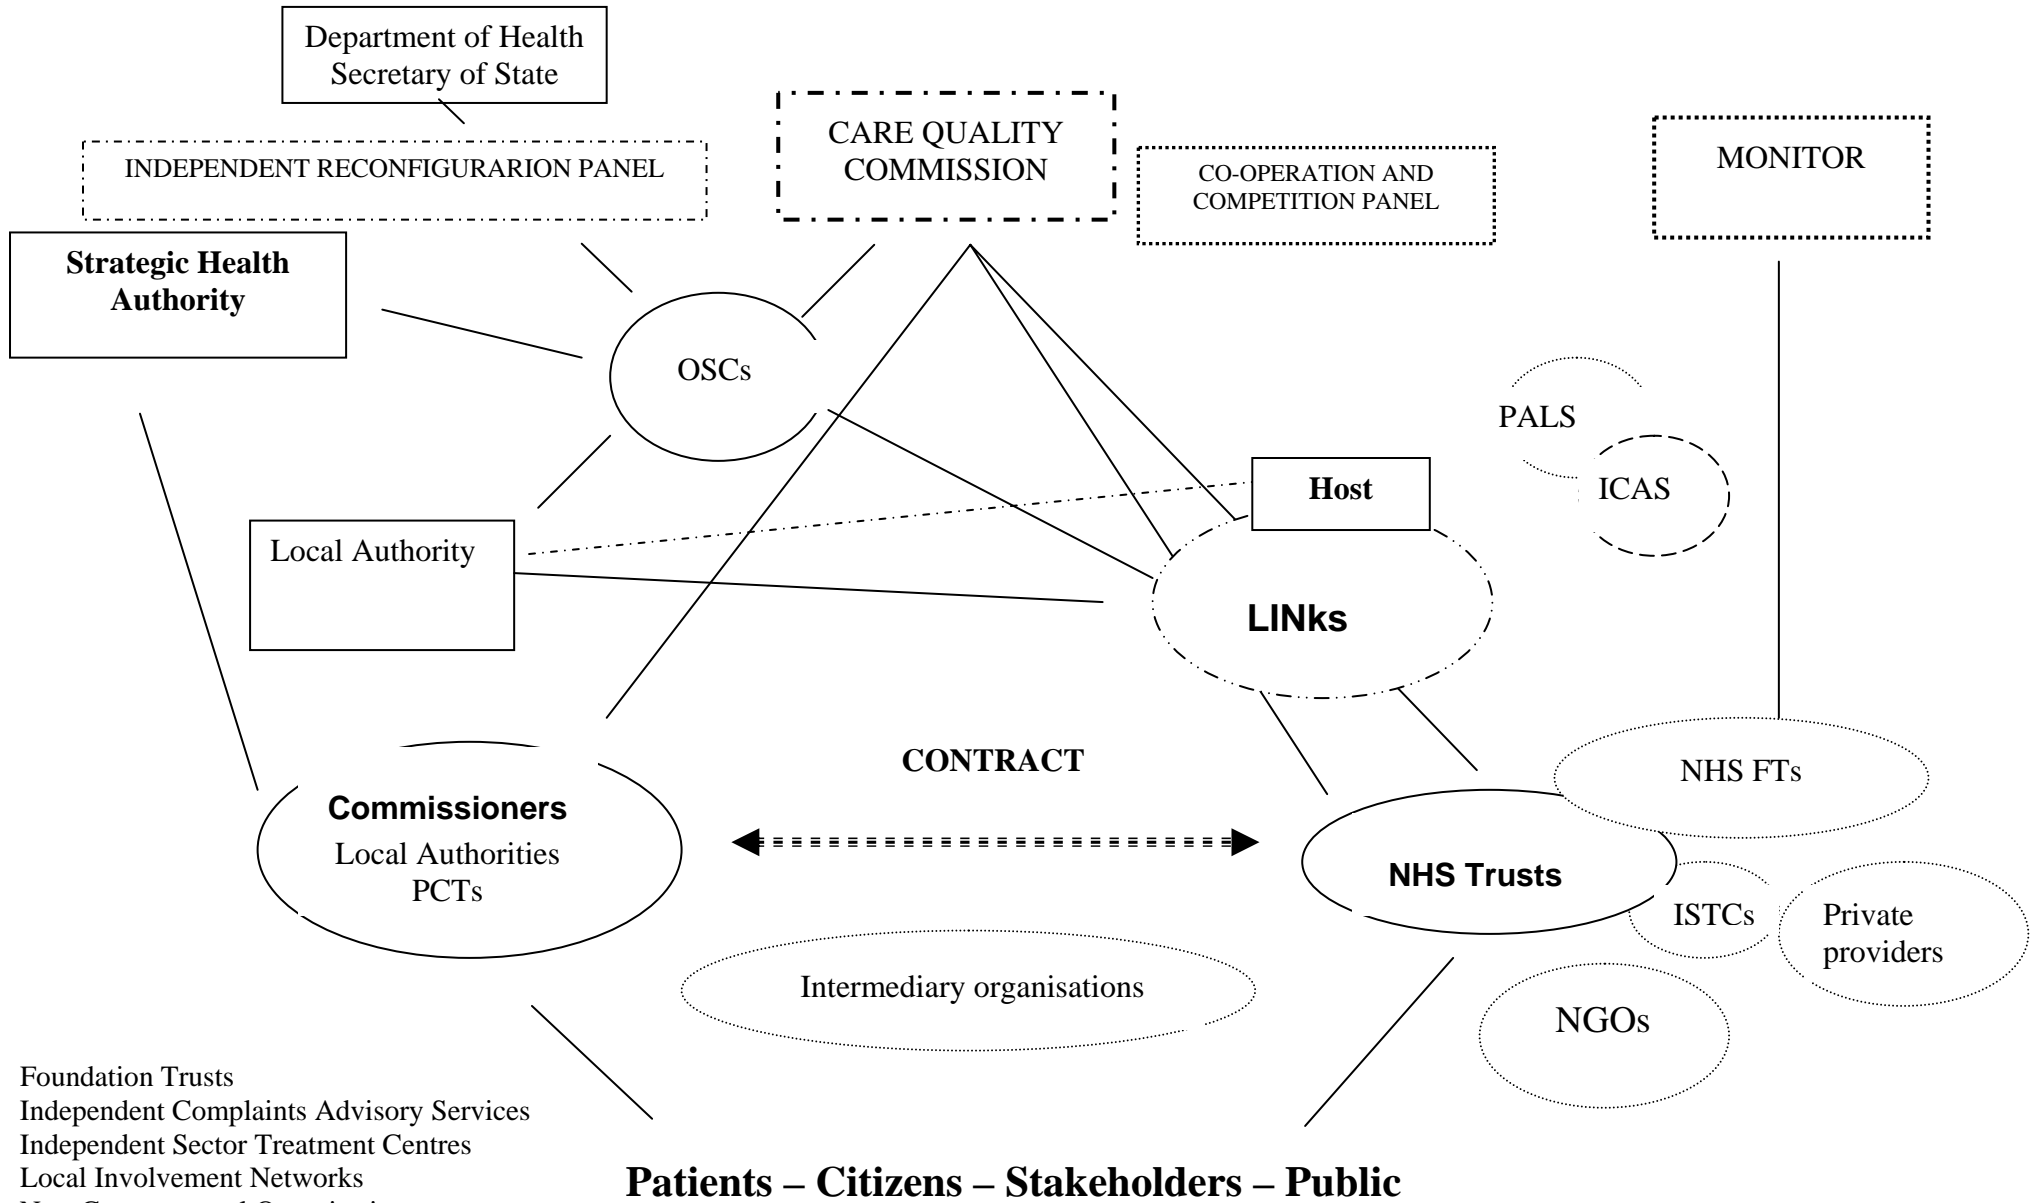 Department of Health
Secretary of State
CARE QUALITY
COMMISSION
MONITOR
INDEPENDENT RECONFIGURARION PANEL
CO-OPERATION AND
COMPETITION PANEL
Strategic Health
Authority
OSCs
PALS
ICAS
Host
Local Authority
LINks
CONTRACT
NHS FTs
Commissioners
Local Authorities
PCTs
NHS Trusts
ISTCs
Private
providers
Intermediary organisations
NGOs
Foundation Trusts
Independent Complaints Advisory Services
Independent Sector Treatment Centres
Local Involvement Networks
Patients – Citizens – Stakeholders – Public